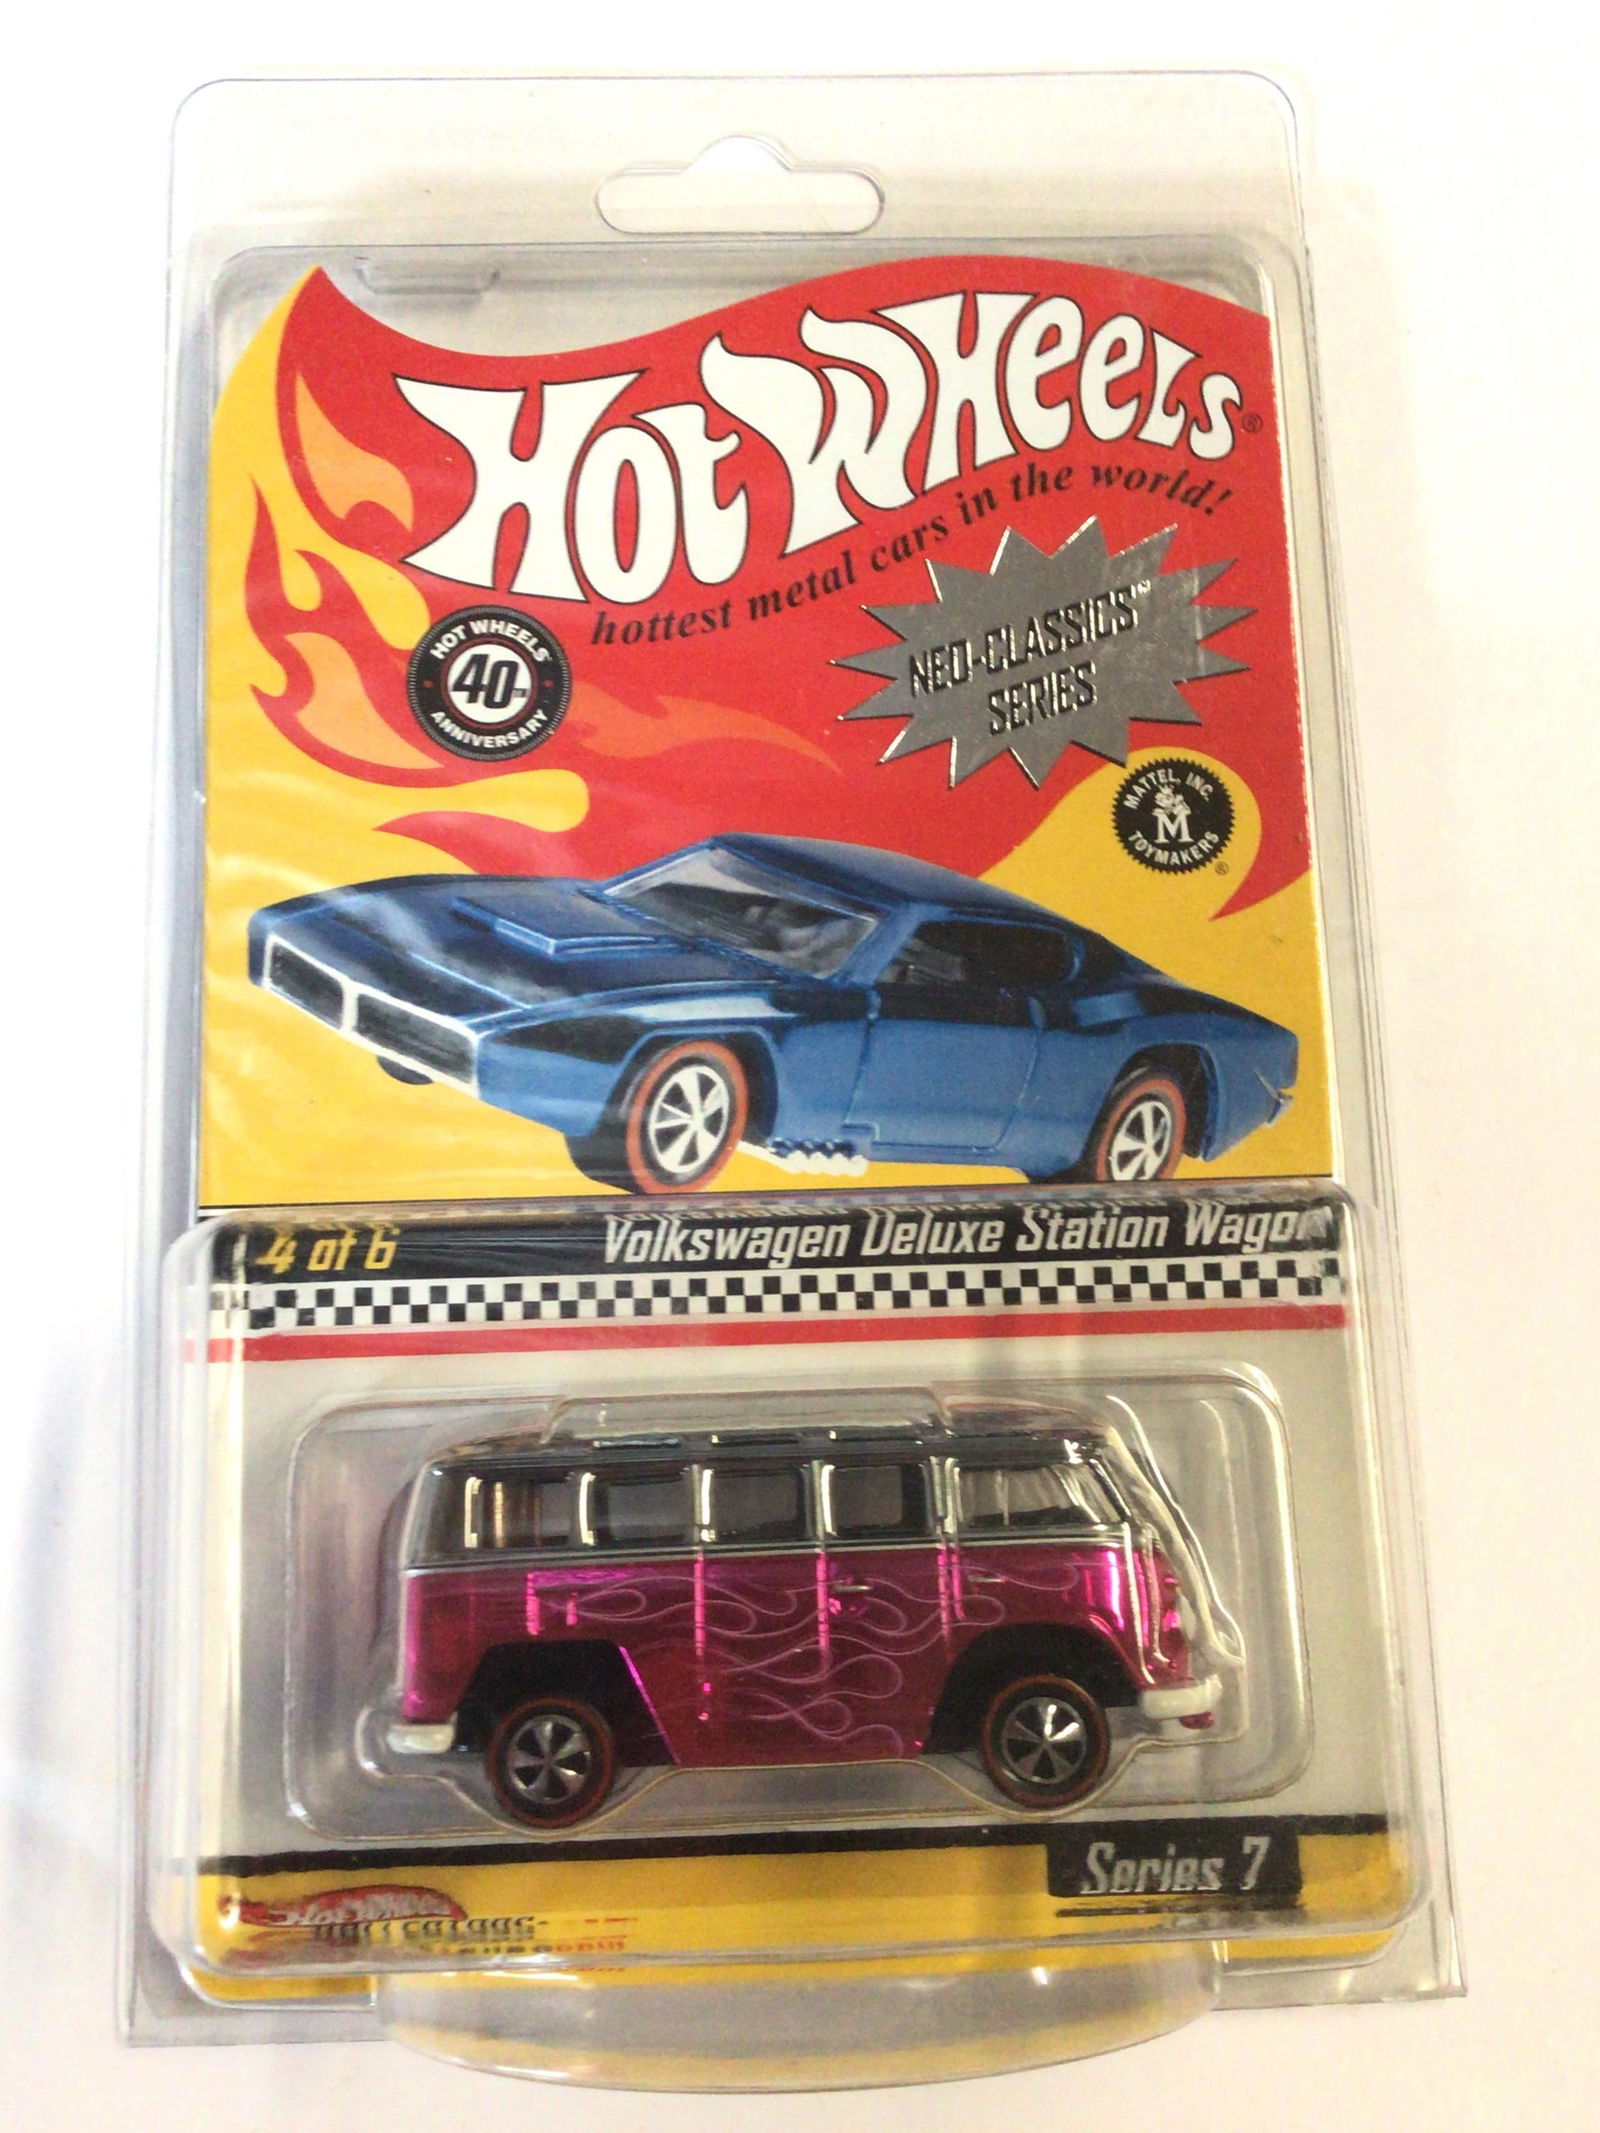 Hot Wheels®
hottest metal cars in the world!
NEO-CLASSICS™
SERIES
HOT WHEELS
40TH
ANNIVERSARY
MATTEL, INC.
M
TOYMAKERS
®
4 of 6
Volkswagen Deluxe Station Wagon
Series 7